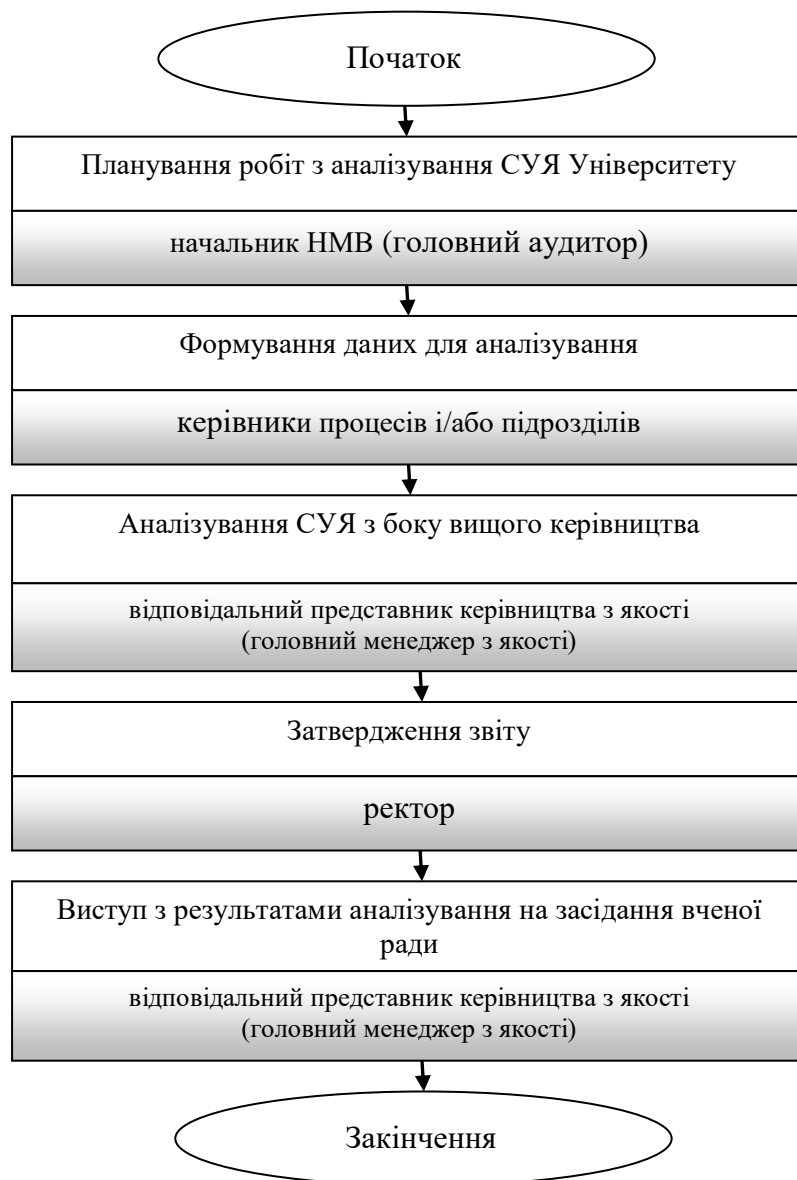 Початок
Планування робіт з аналізування СУЯ Університету
начальник НМВ (головний аудитор)
Формування даних для аналізування
керівники процесів і/або підрозділів
Аналізування СУЯ з боку вищого керівництва
відповідальний представник керівництва з якості
(головний менеджер з якості)
Затвердження звіту
ректор
Виступ з результатами аналізування на засідання вченої
ради
відповідальний представник керівництва з якості
(головний менеджер з якості)
Закінчення